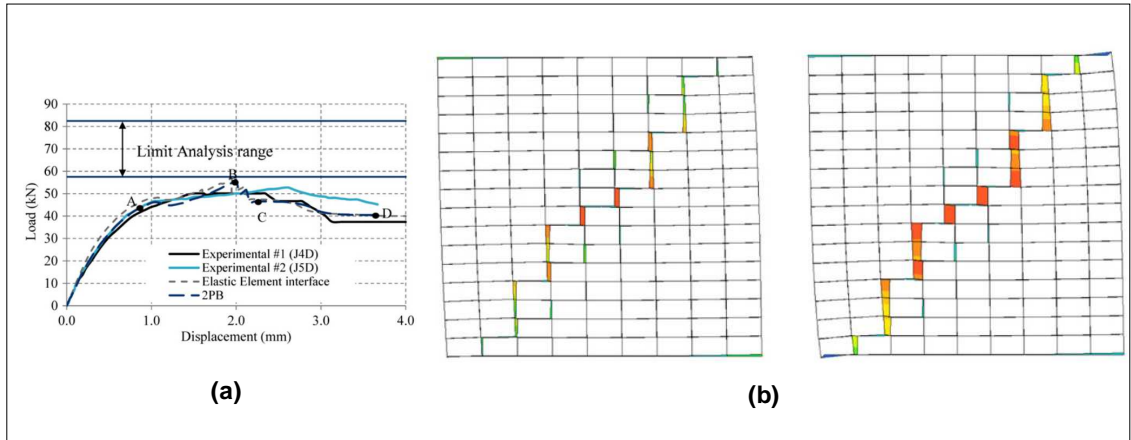 90
80
70
60
50
40
30
20
10
0
Load (kN)
Limit Analysis range
A
B
C
D
Experimental #1 (J4D)
Experimental #2 (J5D)
Elastic Element interface
2PB
0.0 1.0 2.0 3.0 4.0
Displacement (mm)
(a)
(b)